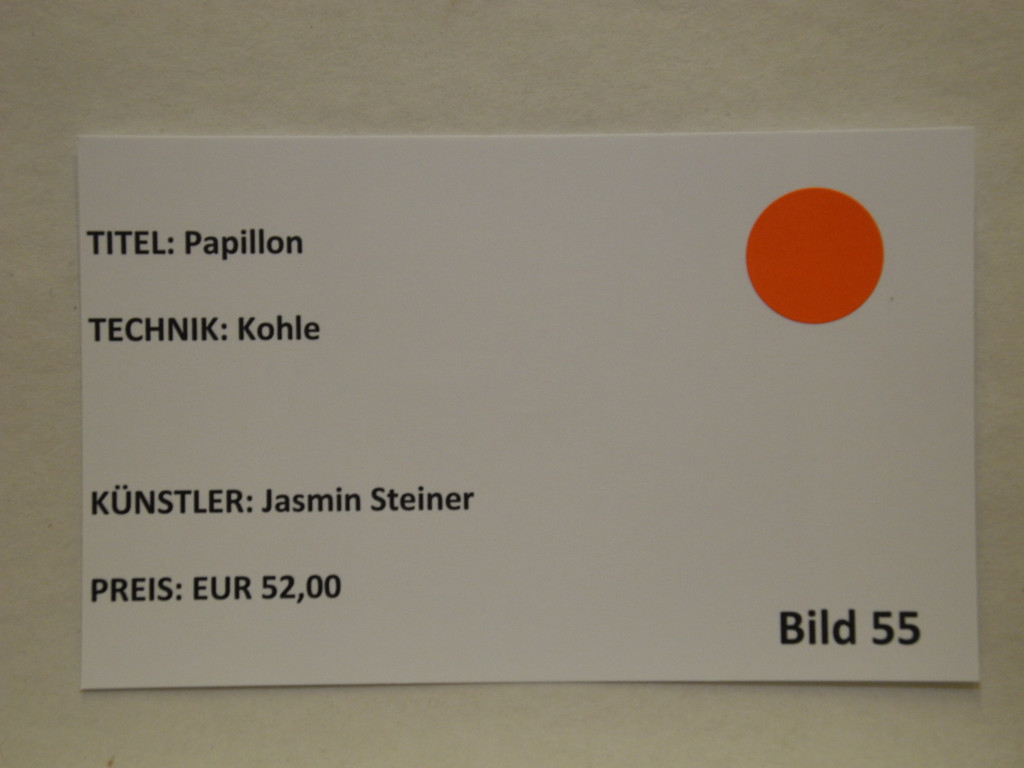 TITEL: Papillon
TECHNIK: Kohle
KÜNSTLER: Jasmin Steiner
PREIS: EUR 52,00
Bild 55